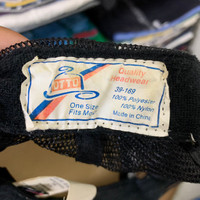 OTTO
Quality
Headwear
One Size
Fits Most
39-169
100% Polyester
100% Nylon
Made in China